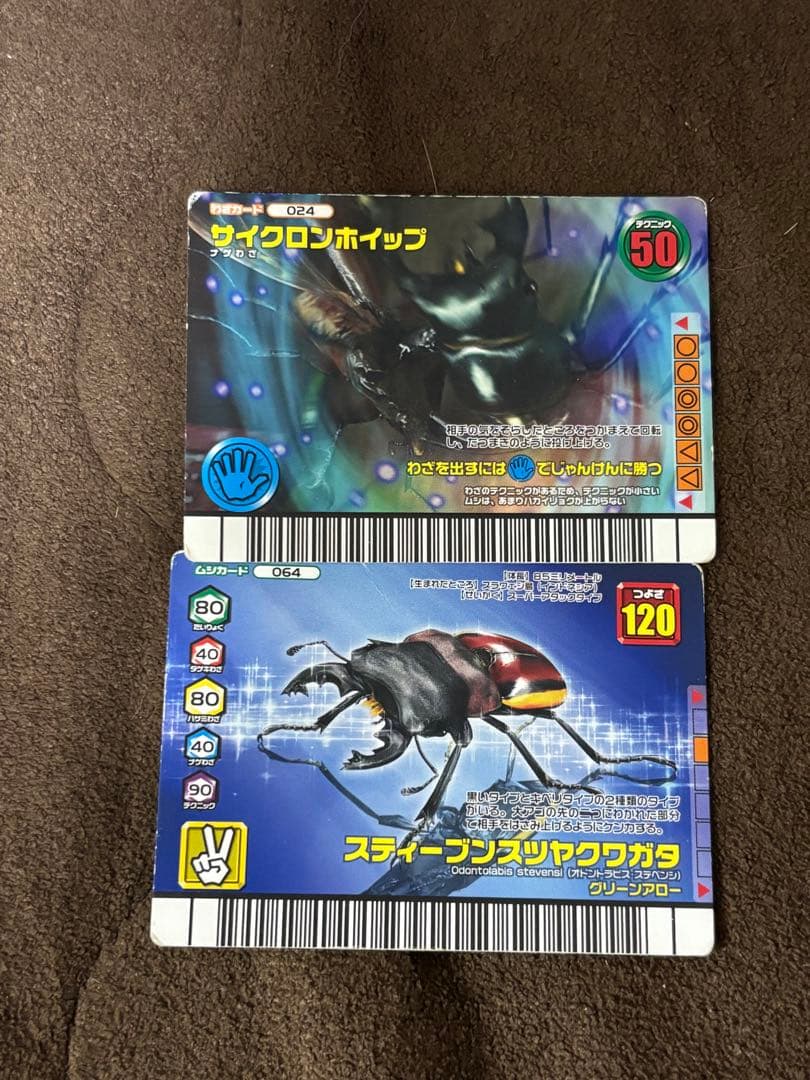 わざカード 024
サイクロンホイップ
ナゲわざ
テクニック
50
相手の気をそらしたところをつかまえて回転
し、たつまきのように投げ上げる。
わざを出すには でじゃんけんに勝つ
わざのテクニックがあるため、テクニックが小さい
ムシは、あまりハカイリョクが上がらない
ムシカード 064
【体長】85ミリメートル
【生まれたところ】スラウェシ島(インドネシア)
【せいかく】スーパーアタックタイプ
つよさ
120
80
たいりょく
40
ダゲキわざ
80
ハサミわざ
40
ナゲわざ
90
テクニック
黒いタイプとキベリタイプの2種類のタイプ
がいる。大アゴの先の二つにわかれた部分
で相手をはさみ上げるようにケンカする。
スティーブンスツヤクワガタ
Odontolabis stevensi (オドントラビス ステベンシ)
グリーンアロー